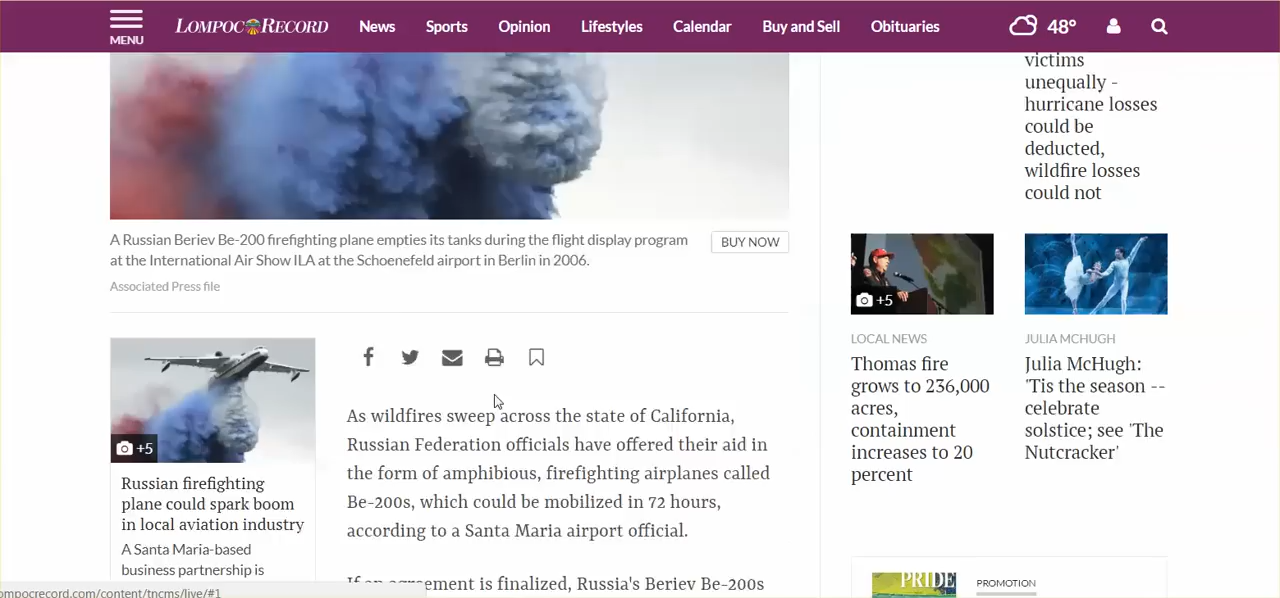 MENU
LOMPOC RECORD
News
Sports
Opinion
Lifestyles
Calendar
Buy and Sell
Obituaries
48°
A Russian Beriev Be-200 firefighting plane empties its tanks during the flight display program
at the International Air Show ILA at the Schoenefeld airport in Berlin in 2006.
BUY NOW
Associated Press file
+5
Russian firefighting
plane could spark boom
in local aviation industry
A Santa Maria-based
business partnership is
As wildfires sweep across the state of California,
Russian Federation officials have offered their aid in
the form of amphibious, firefighting airplanes called
Be-200s, which could be mobilized in 72 hours,
according to a Santa Maria airport official.
If an agreement is finalized, Russia's Beriev Be-200s
victims
unequally -
hurricane losses
could be
deducted,
wildfire losses
could not
+5
LOCAL NEWS
Thomas fire
grows to 236,000
acres,
containment
increases to 20
percent
JULIA MCHUGH
Julia McHugh:
'Tis the season --
celebrate
solstice; see 'The
Nutcracker'
PRIDE
PROMOTION
ompocrecord.com/content/tncms/live/#1